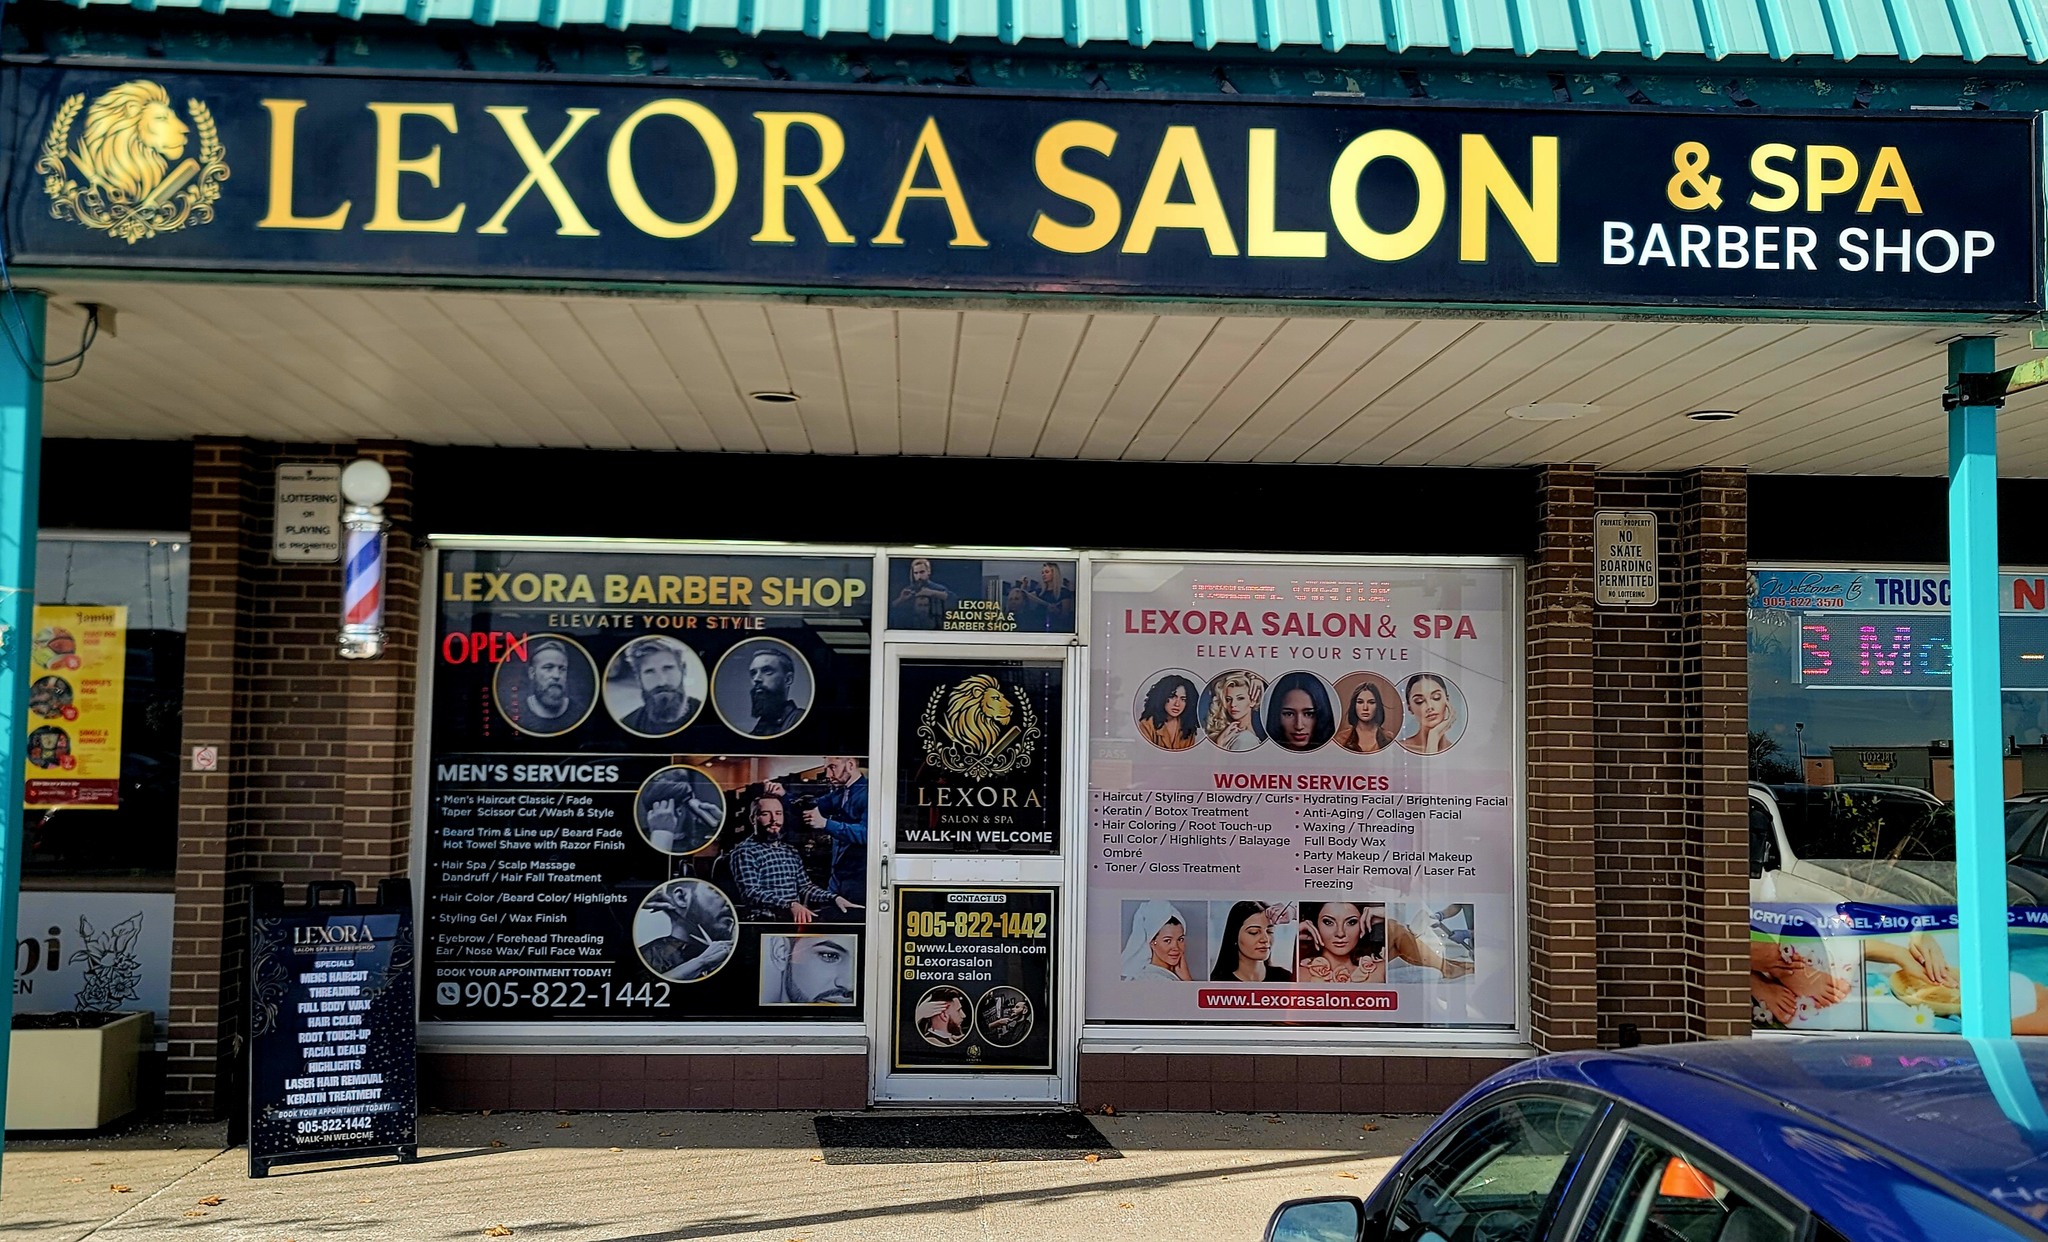 LEXORA SALON & SPA
BARBER SHOP
PRIVATE PROPERTY
LOITERING
OR
PLAYING
IS PROHIBITED
LEXORA BARBER SHOP
ELEVATE YOUR STYLE
OPEN
MEN'S SERVICES
• Men's Haircut Classic / Fade
Taper Scissor Cut /Wash & Style
• Beard Trim & Line up/ Beard Fade
Hot Towel Shave with Razor Finish
• Hair Spa / Scalp Massage
Dandruff / Hair Fall Treatment
• Hair Color /Beard Color/ Highlights
• Styling Gel / Wax Finish
• Eyebrow / Forehead Threading
Ear / Nose Wax/ Full Face Wax
BOOK YOUR APPOINTMENT TODAY!
905-822-1442
LEXORA
SALON SPA &
BARBER SHOP
LEXORA
SALON & SPA
WALK-IN WELCOME
CONTACT US
905-822-1442
www.Lexorasalon.com
Lexorasalon
lexora salon
LEXORA SALON & SPA
ELEVATE YOUR STYLE
WOMEN SERVICES
• Haircut / Styling / Blowdry / Curls
• Keratin / Botox Treatment
• Hair Coloring / Root Touch-up
Full Color / Highlights / Balayage
Ombré
• Toner / Gloss Treatment
• Hydrating Facial / Brightening Facial
• Anti-Aging / Collagen Facial
• Waxing / Threading
Full Body Wax
• Party Makeup / Bridal Makeup
• Laser Hair Removal / Laser Fat
Freezing
www.Lexorasalon.com
PRIVATE PROPERTY
NO
SKATE
BOARDING
PERMITTED
NO LOITERING
Welcome to
905-822-3570
TRUSC
N
LEXORA
SALON SPA & BARBERSHOP
SPECIALS
MENS HAIRCUT
THREADING
FULL BODY WAX
HAIR COLOR
ROOT TOUCH-UP
FACIAL DEALS
HIGHLIGHTS
LASER HAIR REMOVAL
KERATIN TREATMENT
BOOK YOUR APPOINTMENT TODAY!
905-822-1442
WALK-IN WELOCME